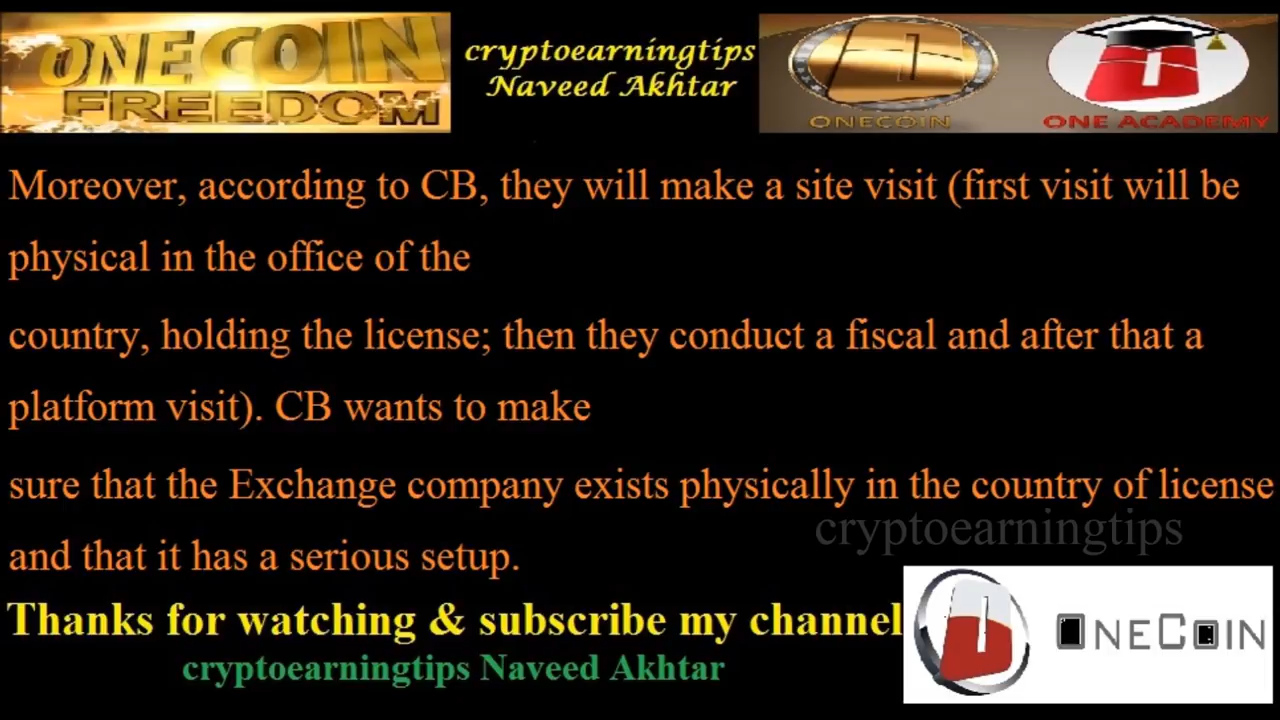 ONECOIN
FREEDOM
cryptoearningtips
Naveed Akhtar
ONECOIN
ONE ACADEMY
Moreover, according to CB, they will make a site visit (first visit will be
physical in the office of the
country, holding the license; then they conduct a fiscal and after that a
platform visit). CB wants to make
sure that the Exchange company exists physically in the country of license
and that it has a serious setup.
cryptoearningtips
Thanks for watching & subscribe my channel
cryptoearningtips Naveed Akhtar
ONECOIN